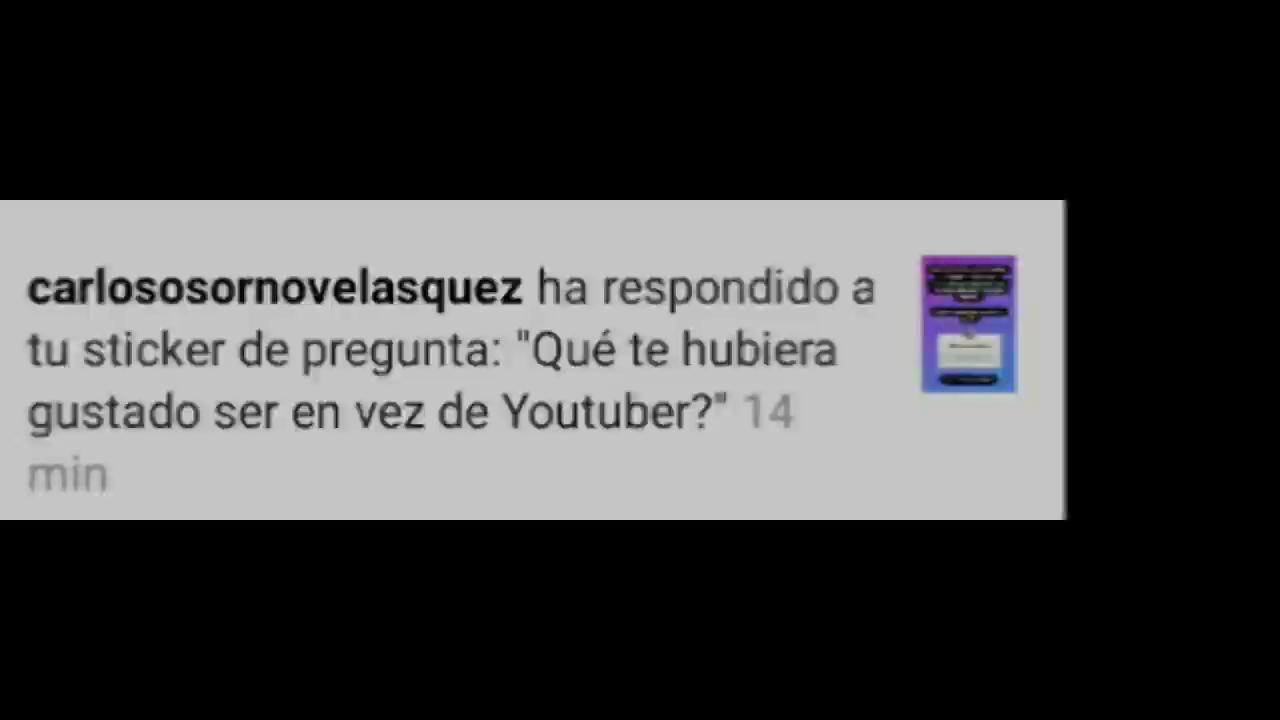 carlososornovelasquez ha respondido a
tu sticker de pregunta: "Qué te hubiera
gustado ser en vez de Youtuber?" 14
min